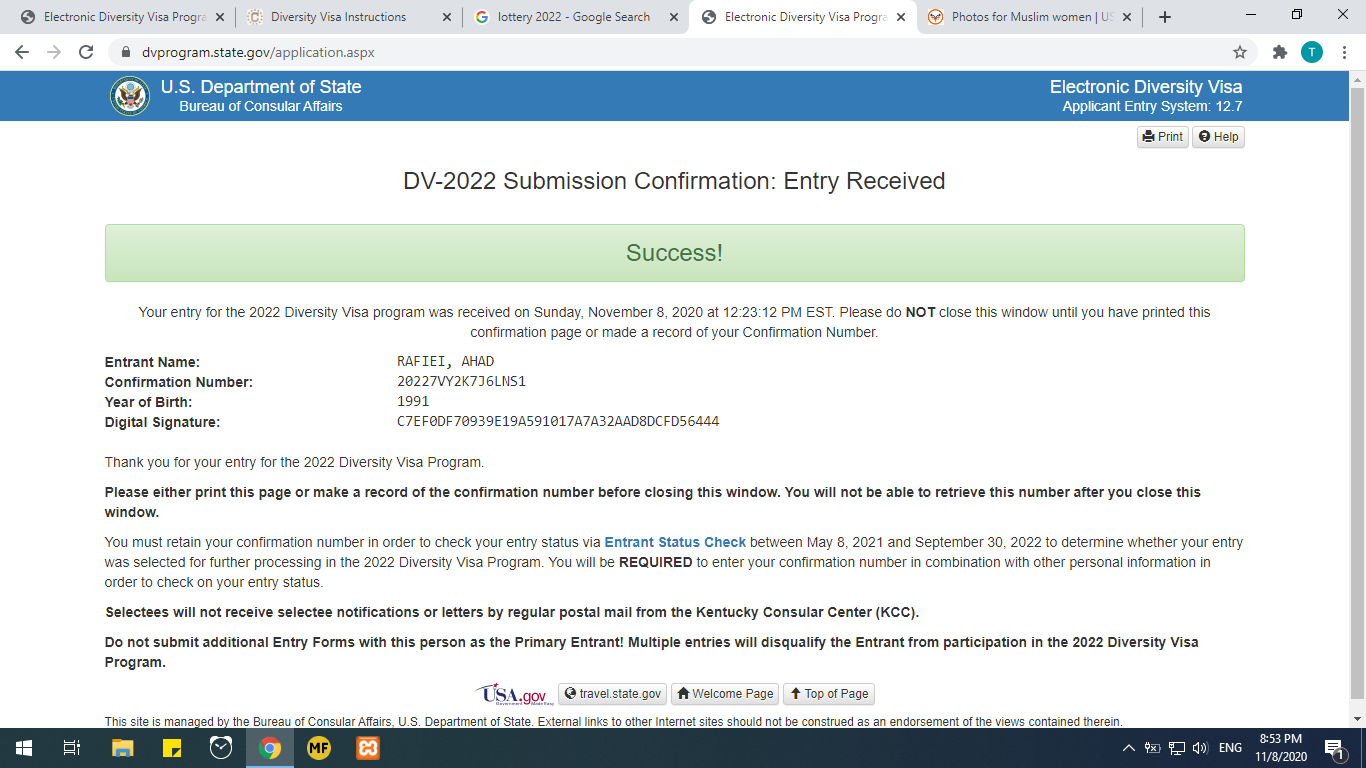 Electronic Diversity Visa Progra
Diversity Visa Instructions
lottery 2022 - Google Search
Electronic Diversity Visa Progra
Photos for Muslim women | US
dvprogram.state.gov/application.aspx
T
U.S. Department of State
Bureau of Consular Affairs
Electronic Diversity Visa
Applicant Entry System: 12.7
Print
Help
DV-2022 Submission Confirmation: Entry Received
Success!
Your entry for the 2022 Diversity Visa program was received on Sunday, November 8, 2020 at 12:23:12 PM EST. Please do NOT close this window until you have printed this
confirmation page or made a record of your Confirmation Number.
Entrant Name: RAFIEI, AHAD
Confirmation Number: 20227VY2K7J6LNS1
Year of Birth: 1991
Digital Signature: C7EF0DF70939E19A591017A7A32AAD8DCFD56444
Thank you for your entry for the 2022 Diversity Visa Program.
Please either print this page or make a record of the confirmation number before closing this window. You will not be able to retrieve this number after you close this
window.
You must retain your confirmation number in order to check your entry status via Entrant Status Check between May 8, 2021 and September 30, 2022 to determine whether your entry
was selected for further processing in the 2022 Diversity Visa Program. You will be REQUIRED to enter your confirmation number in combination with other personal information in
order to check on your entry status.
Selectees will not receive selectee notifications or letters by regular postal mail from the Kentucky Consular Center (KCC).
Do not submit additional Entry Forms with this person as the Primary Entrant! Multiple entries will disqualify the Entrant from participation in the 2022 Diversity Visa
Program.
USA.gov
Government Made Easy
travel.state.gov
Welcome Page
Top of Page
This site is managed by the Bureau of Consular Affairs, U.S. Department of State. External links to other Internet sites should not be construed as an endorsement of the views contained therein.
MF
ENG
8:53 PM
11/8/2020
1